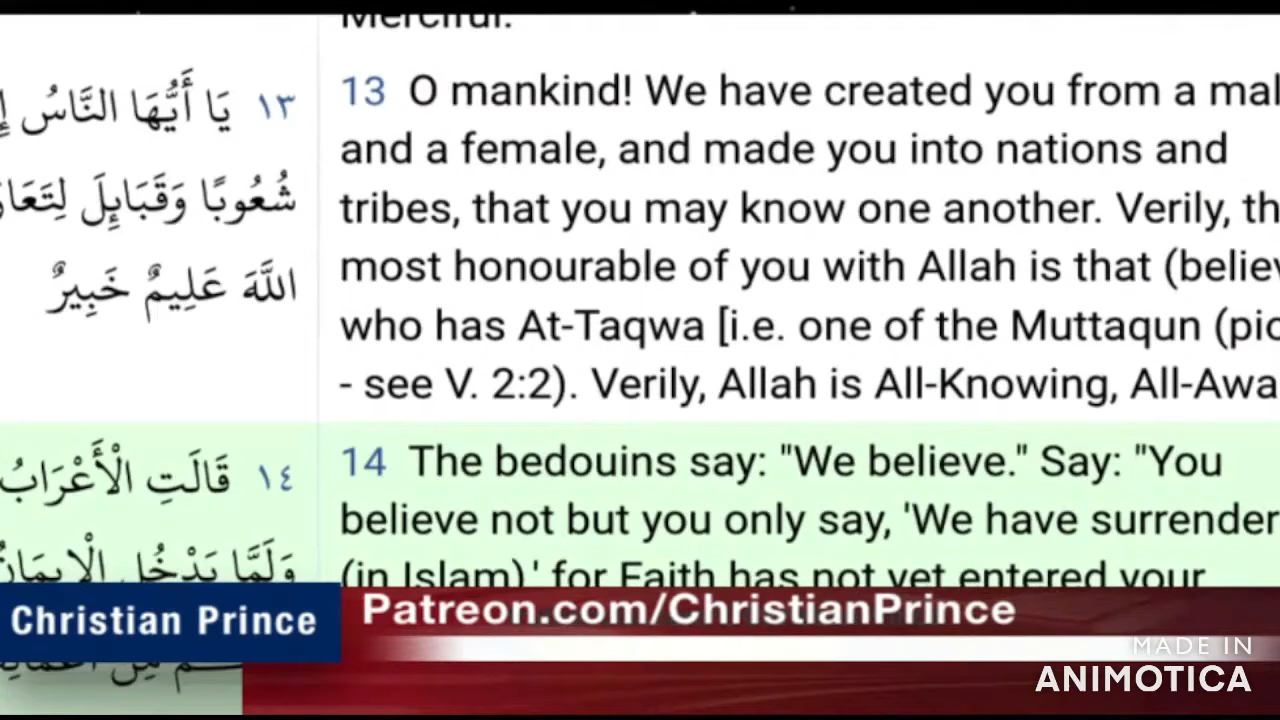 Merciful.
١٣ يَا أَيُّهَا النَّاسُ
شُعُوبًا وَقَبَائِلَ
اللَّهَ عَلِيمٌ خَبِيرٌ
13 O mankind! We have created you from a mal
and a female, and made you into nations and
tribes, that you may know one another. Verily, th
most honourable of you with Allah is that (believ
who has At-Taqwa [i.e. one of the Muttaqun (pio
- see V. 2:2). Verily, Allah is All-Knowing, All-Awa
١٤ قَالَتِ الْأَعْرَابُ
وَلَمَّا يَدْخُلِ
14 The bedouins say: "We believe." Say: "You
believe not but you only say, 'We have surrender
(in Islam),' for Faith has not yet entered your
Christian Prince
Patreon.com/ChristianPrince
MADE IN
ANIMOTICA